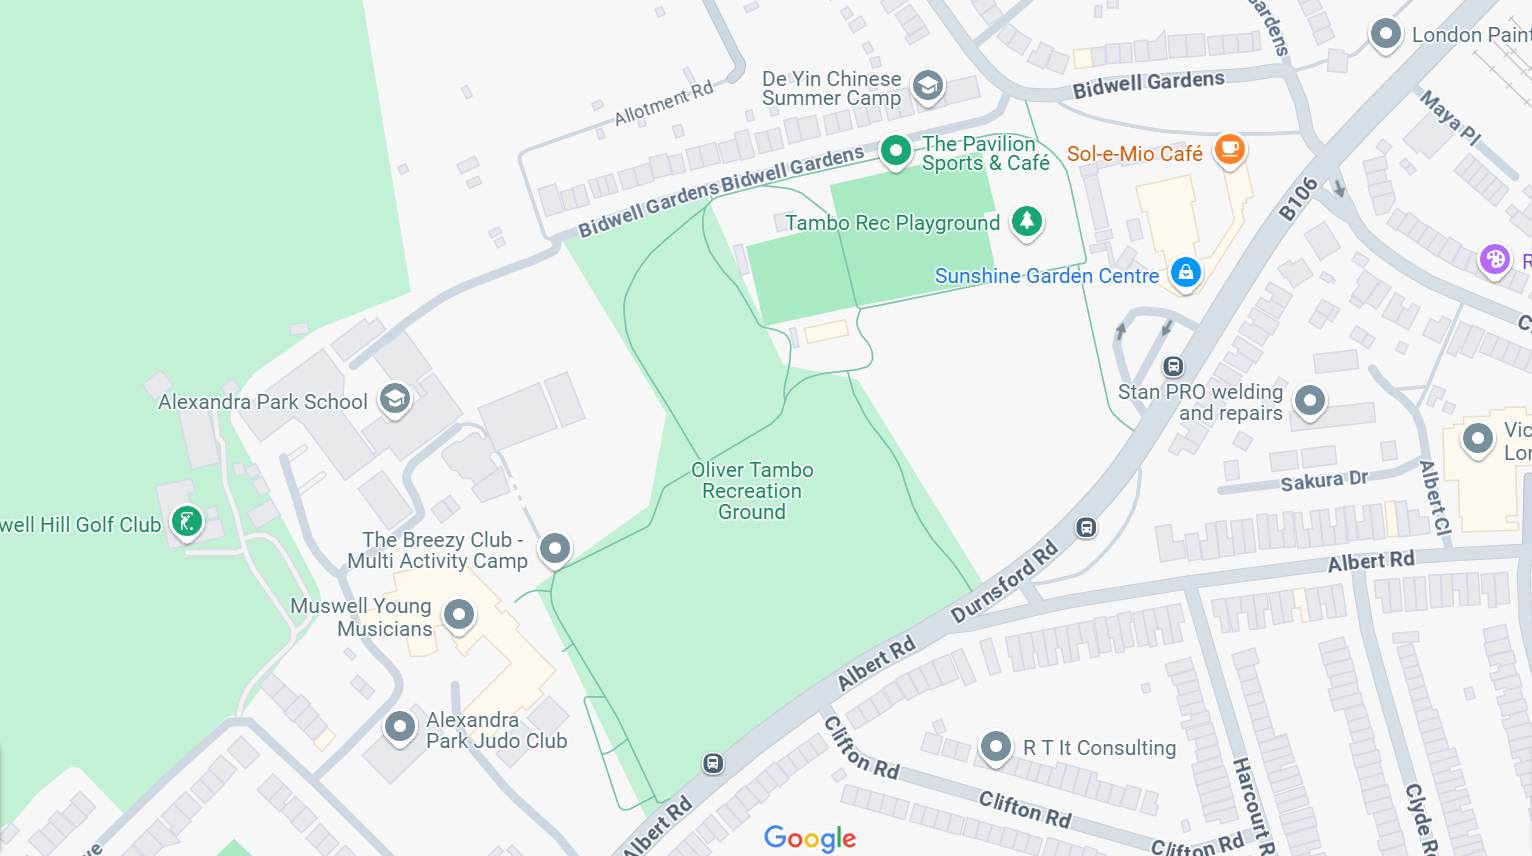 Gardens
London Paint
De Yin Chinese
Summer Camp
Allotment Rd
Bidwell Gardens
Maya Pl
The Pavilion
Sports & Café
Sol-e-Mio Café
Bidwell Gardens
Bidwell Gardens
B106
Tambo Rec Playground
Sunshine Garden Centre
R
C
Alexandra Park School
Stan PRO welding
and repairs
Vic
Lon
Oliver Tambo
Recreation
Ground
Sakura Dr
Albert Cl
well Hill Golf Club
The Breezy Club -
Multi Activity Camp
Durnsford Rd
Albert Rd
Muswell Young
Musicians
Albert Rd
Alexandra
Park Judo Club
Clifton Rd
R T It Consulting
Harcourt R
Clyde R
Clifton Rd
Albert Rd
Clifton Rd
Google
ve